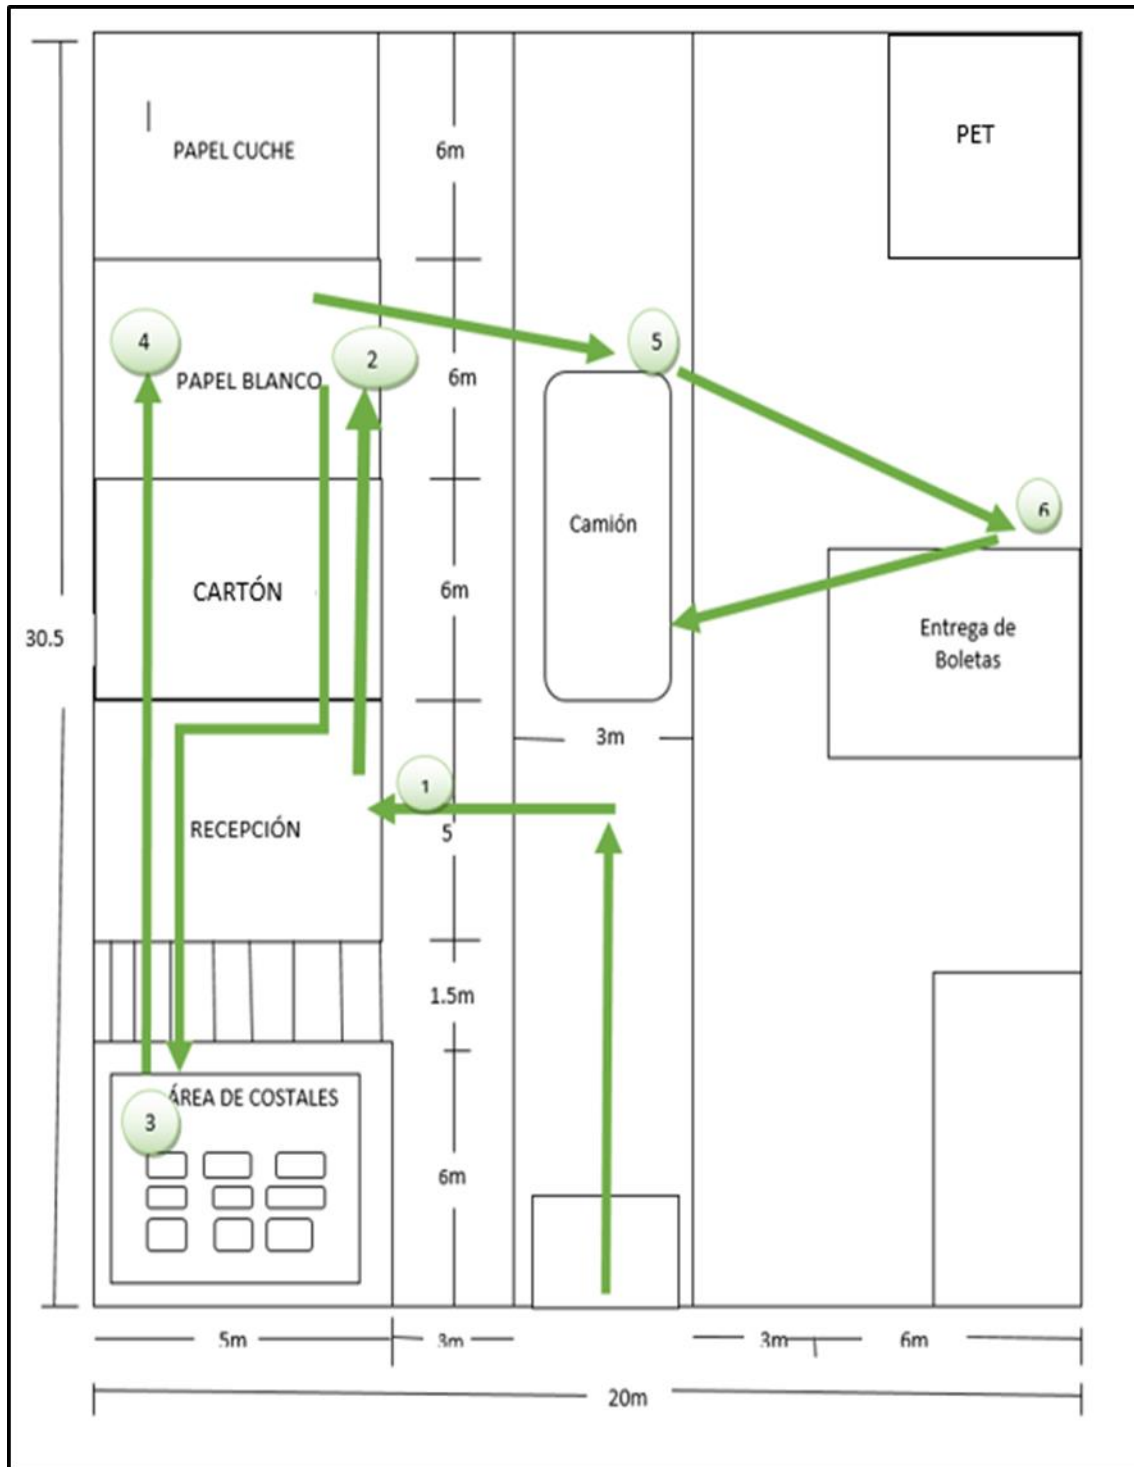 PET
PAPEL CUCHE
6m
4
2
5
PAPEL BLANCO
6m
6
Camión
CARTÓN
6m
Entrega de
Boletas
30.5
3m
1
RECEPCIÓN
5
1.5m
ÁREA DE COSTALES
3
6m
5m
3m
3m
6m
20m